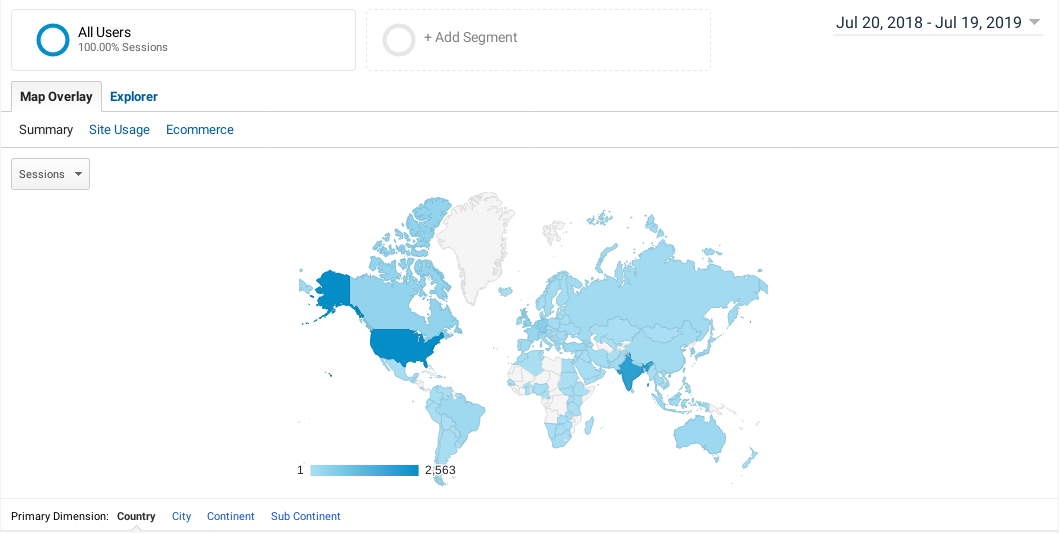 All Users
100.00% Sessions
+ Add Segment
Jul 20, 2018 - Jul 19, 2019
Map Overlay Explorer
Summary Site Usage Ecommerce
Sessions
1 2,563
Primary Dimension: Country City Continent Sub Continent